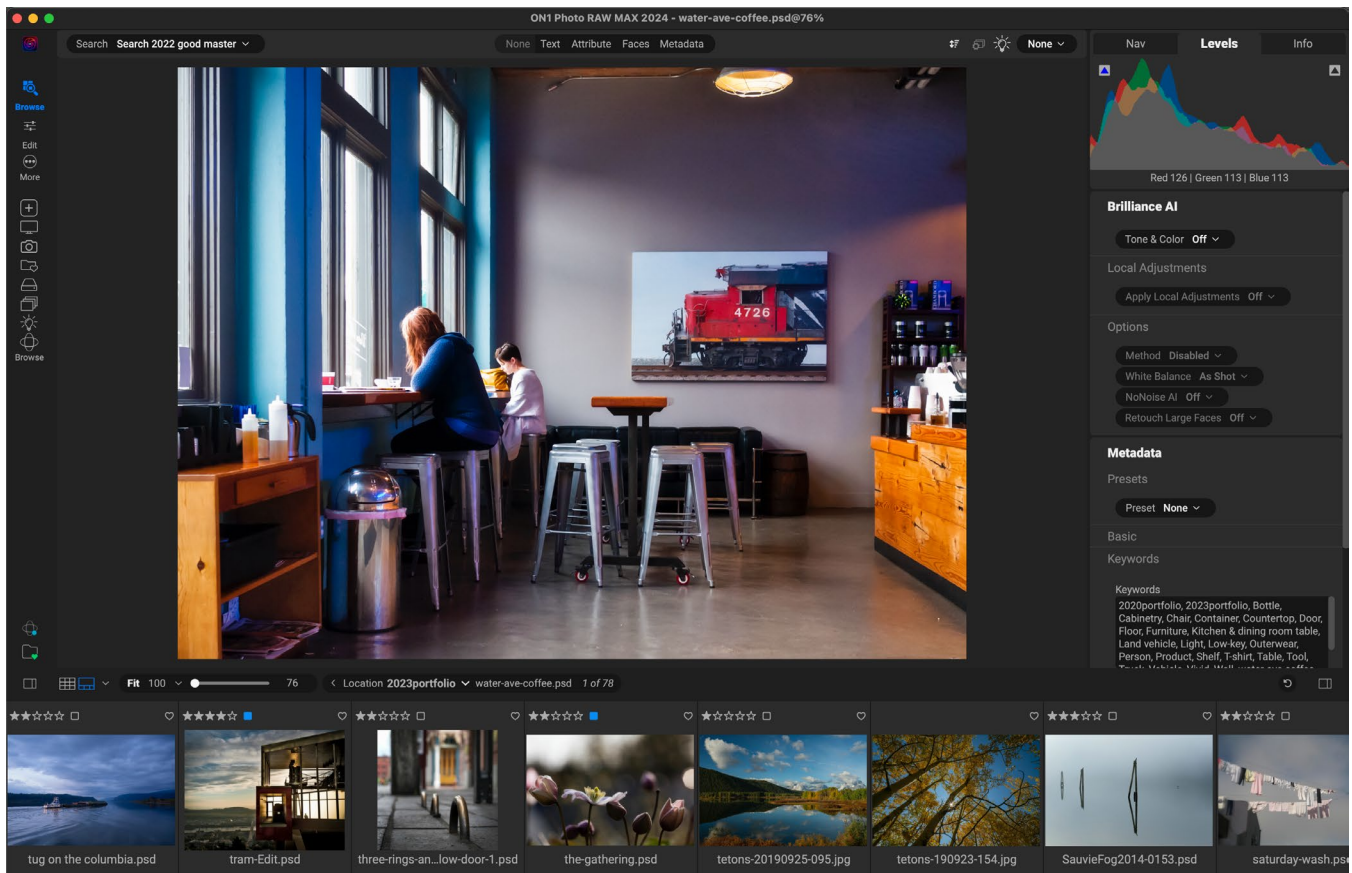 ON1 Photo RAW MAX 2024 - water-ave-coffee.psd@76%
Search Search 2022 good master
None Text Attribute Faces Metadata
None
Nav Levels Info
Browse
Edit
More
Browse
4726
Red 126 | Green 113 | Blue 113
Brilliance AI
Tone & Color Off
Local Adjustments
Apply Local Adjustments Off
Options
Method Disabled
White Balance As Shot
NoNoise AI Off
Retouch Large Faces Off
Metadata
Presets
Preset None
Basic
Keywords
Keywords
2020portfolio, 2023portfolio, Bottle,
Cabinetry, Chair, Container, Countertop, Door,
Floor, Furniture, Kitchen & dining room table,
Land vehicle, Light, Low-key, Outerwear,
Person, Product, Shelf, T-shirt, Table, Tool,
Fit 100 76 Location 2023portfolio water-ave-coffee.psd 1 of 78
tug on the columbia.psd
tram-Edit.psd
three-rings-an...low-door-1.psd
the-gathering.psd
tetons-20190925-095.jpg
tetons-190923-154.jpg
SauvieFog2014-0153.psd
saturday-wash.ps